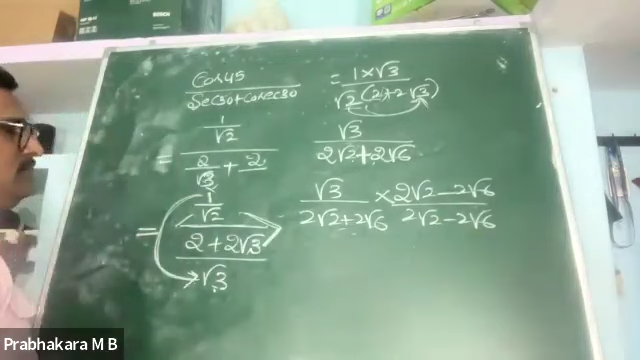 BOSCH
Cos45
Sec30+Cosec30
1
√2
= 2/√3 + 2
= 1/√2
2+2√3
√3
= 1×√3
√2(2+2√3)
√3
2√2+2√6
√3 × 2√2-2√6
2√2+2√6 2√2-2√6
Prabhakara M B